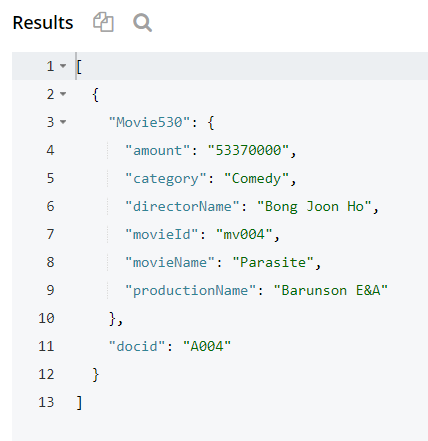 Results
1 [
2 {
3 "Movie530": {
4 "amount": "53370000",
5 "category": "Comedy",
6 "directorName": "Bong Joon Ho",
7 "movieId": "mv004",
8 "movieName": "Parasite",
9 "productionName": "Barunson E&A"
10 },
11 "docid": "A004"
12 }
13 ]